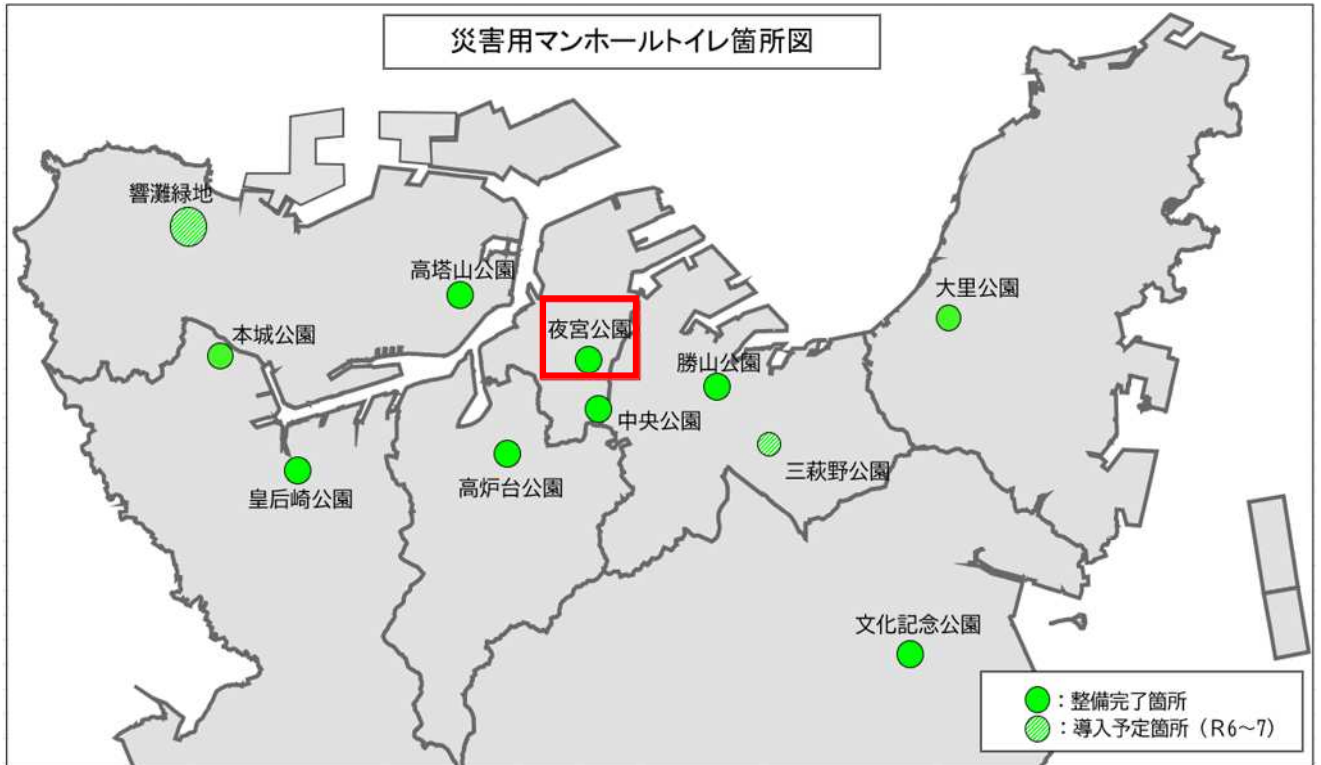 災害用マンホールトイレ箇所図
響灘緑地
高塔山公園
大里公園
夜宮公園
本城公園
勝山公園
中央公園
三萩野公園
高炉台公園
皇后崎公園
文化記念公園
：整備完了箇所
：導入予定箇所（R6～7）